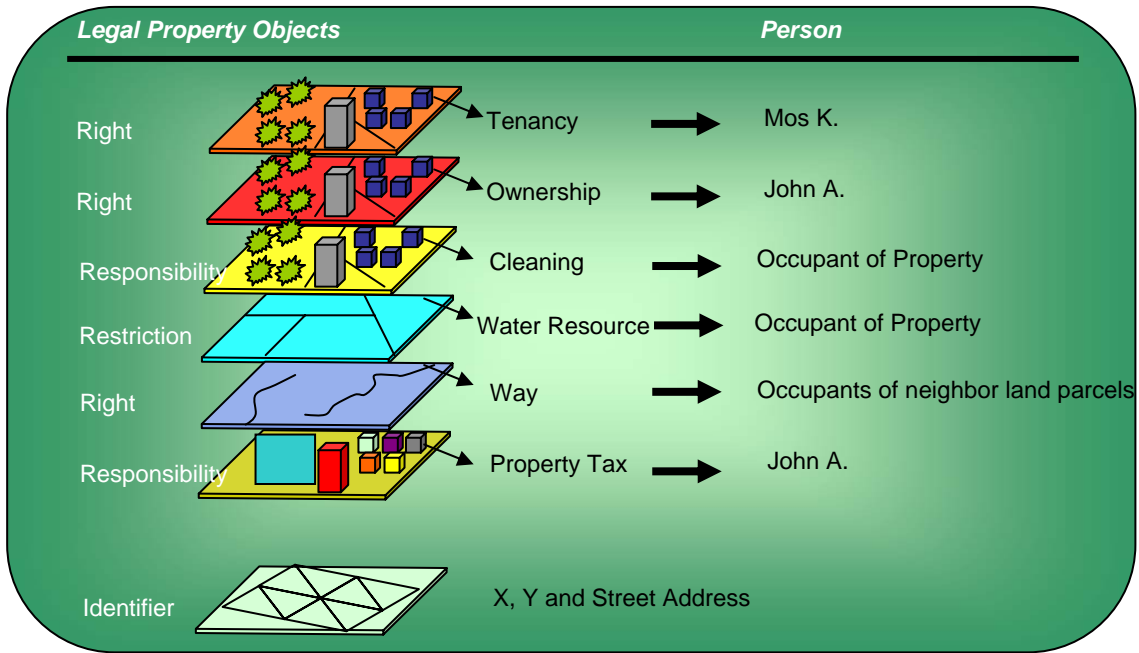 Legal Property Objects Person
Right Tenancy Mos K.
Right Ownership John A.
Responsibility Cleaning Occupant of Property
Restriction Water Resource Occupant of Property
Right Way Occupants of neighbor land parcels
Responsibility Property Tax John A.
Identifier X, Y and Street Address